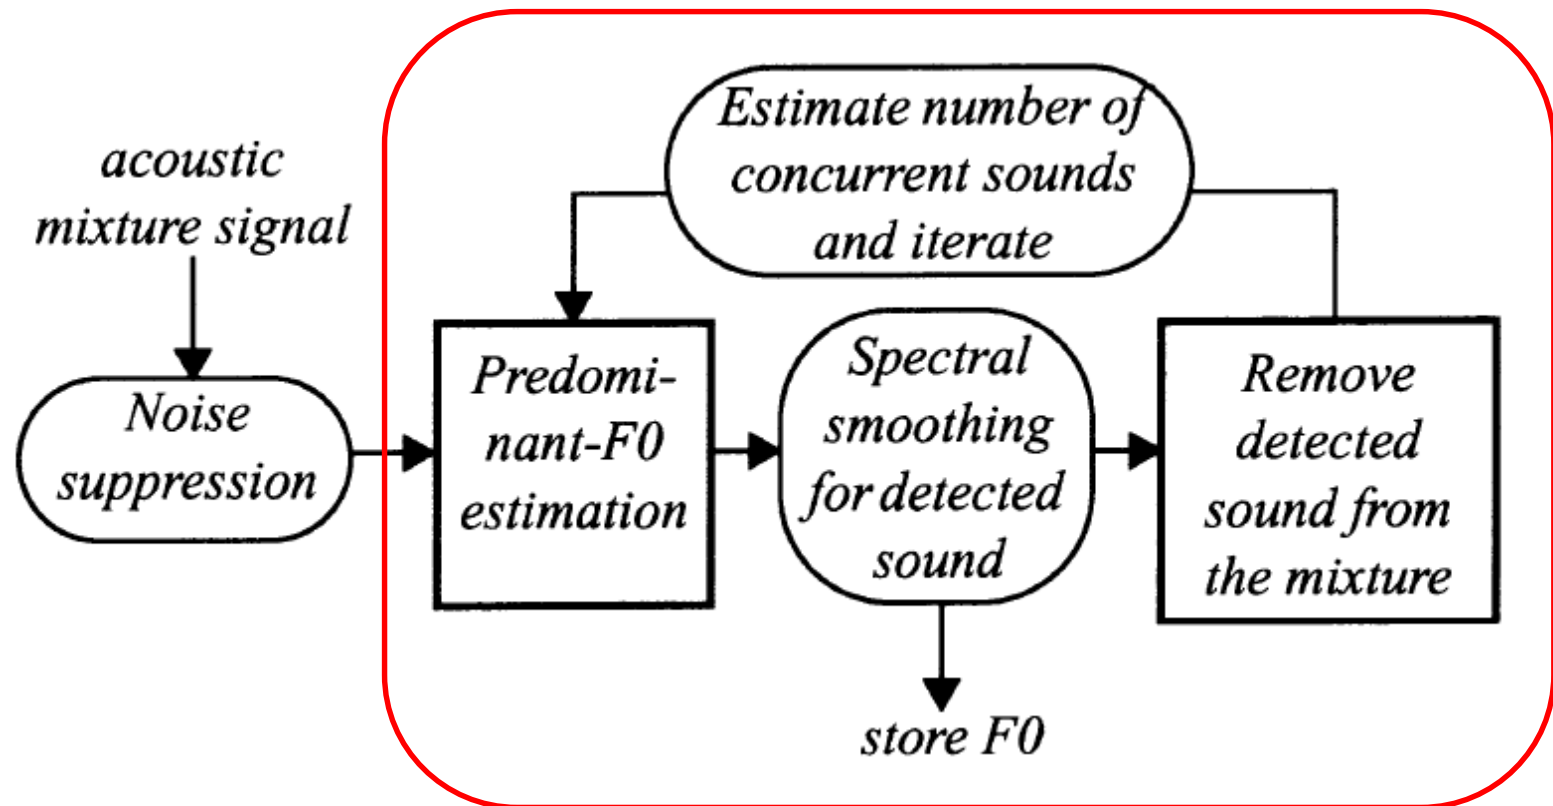 acoustic
mixture signal
Noise
suppression
Estimate number of
concurrent sounds
and iterate
Predomi-
nant-F0
estimation
Spectral
smoothing
for detected
sound
Remove
detected
sound from
the mixture
store F0